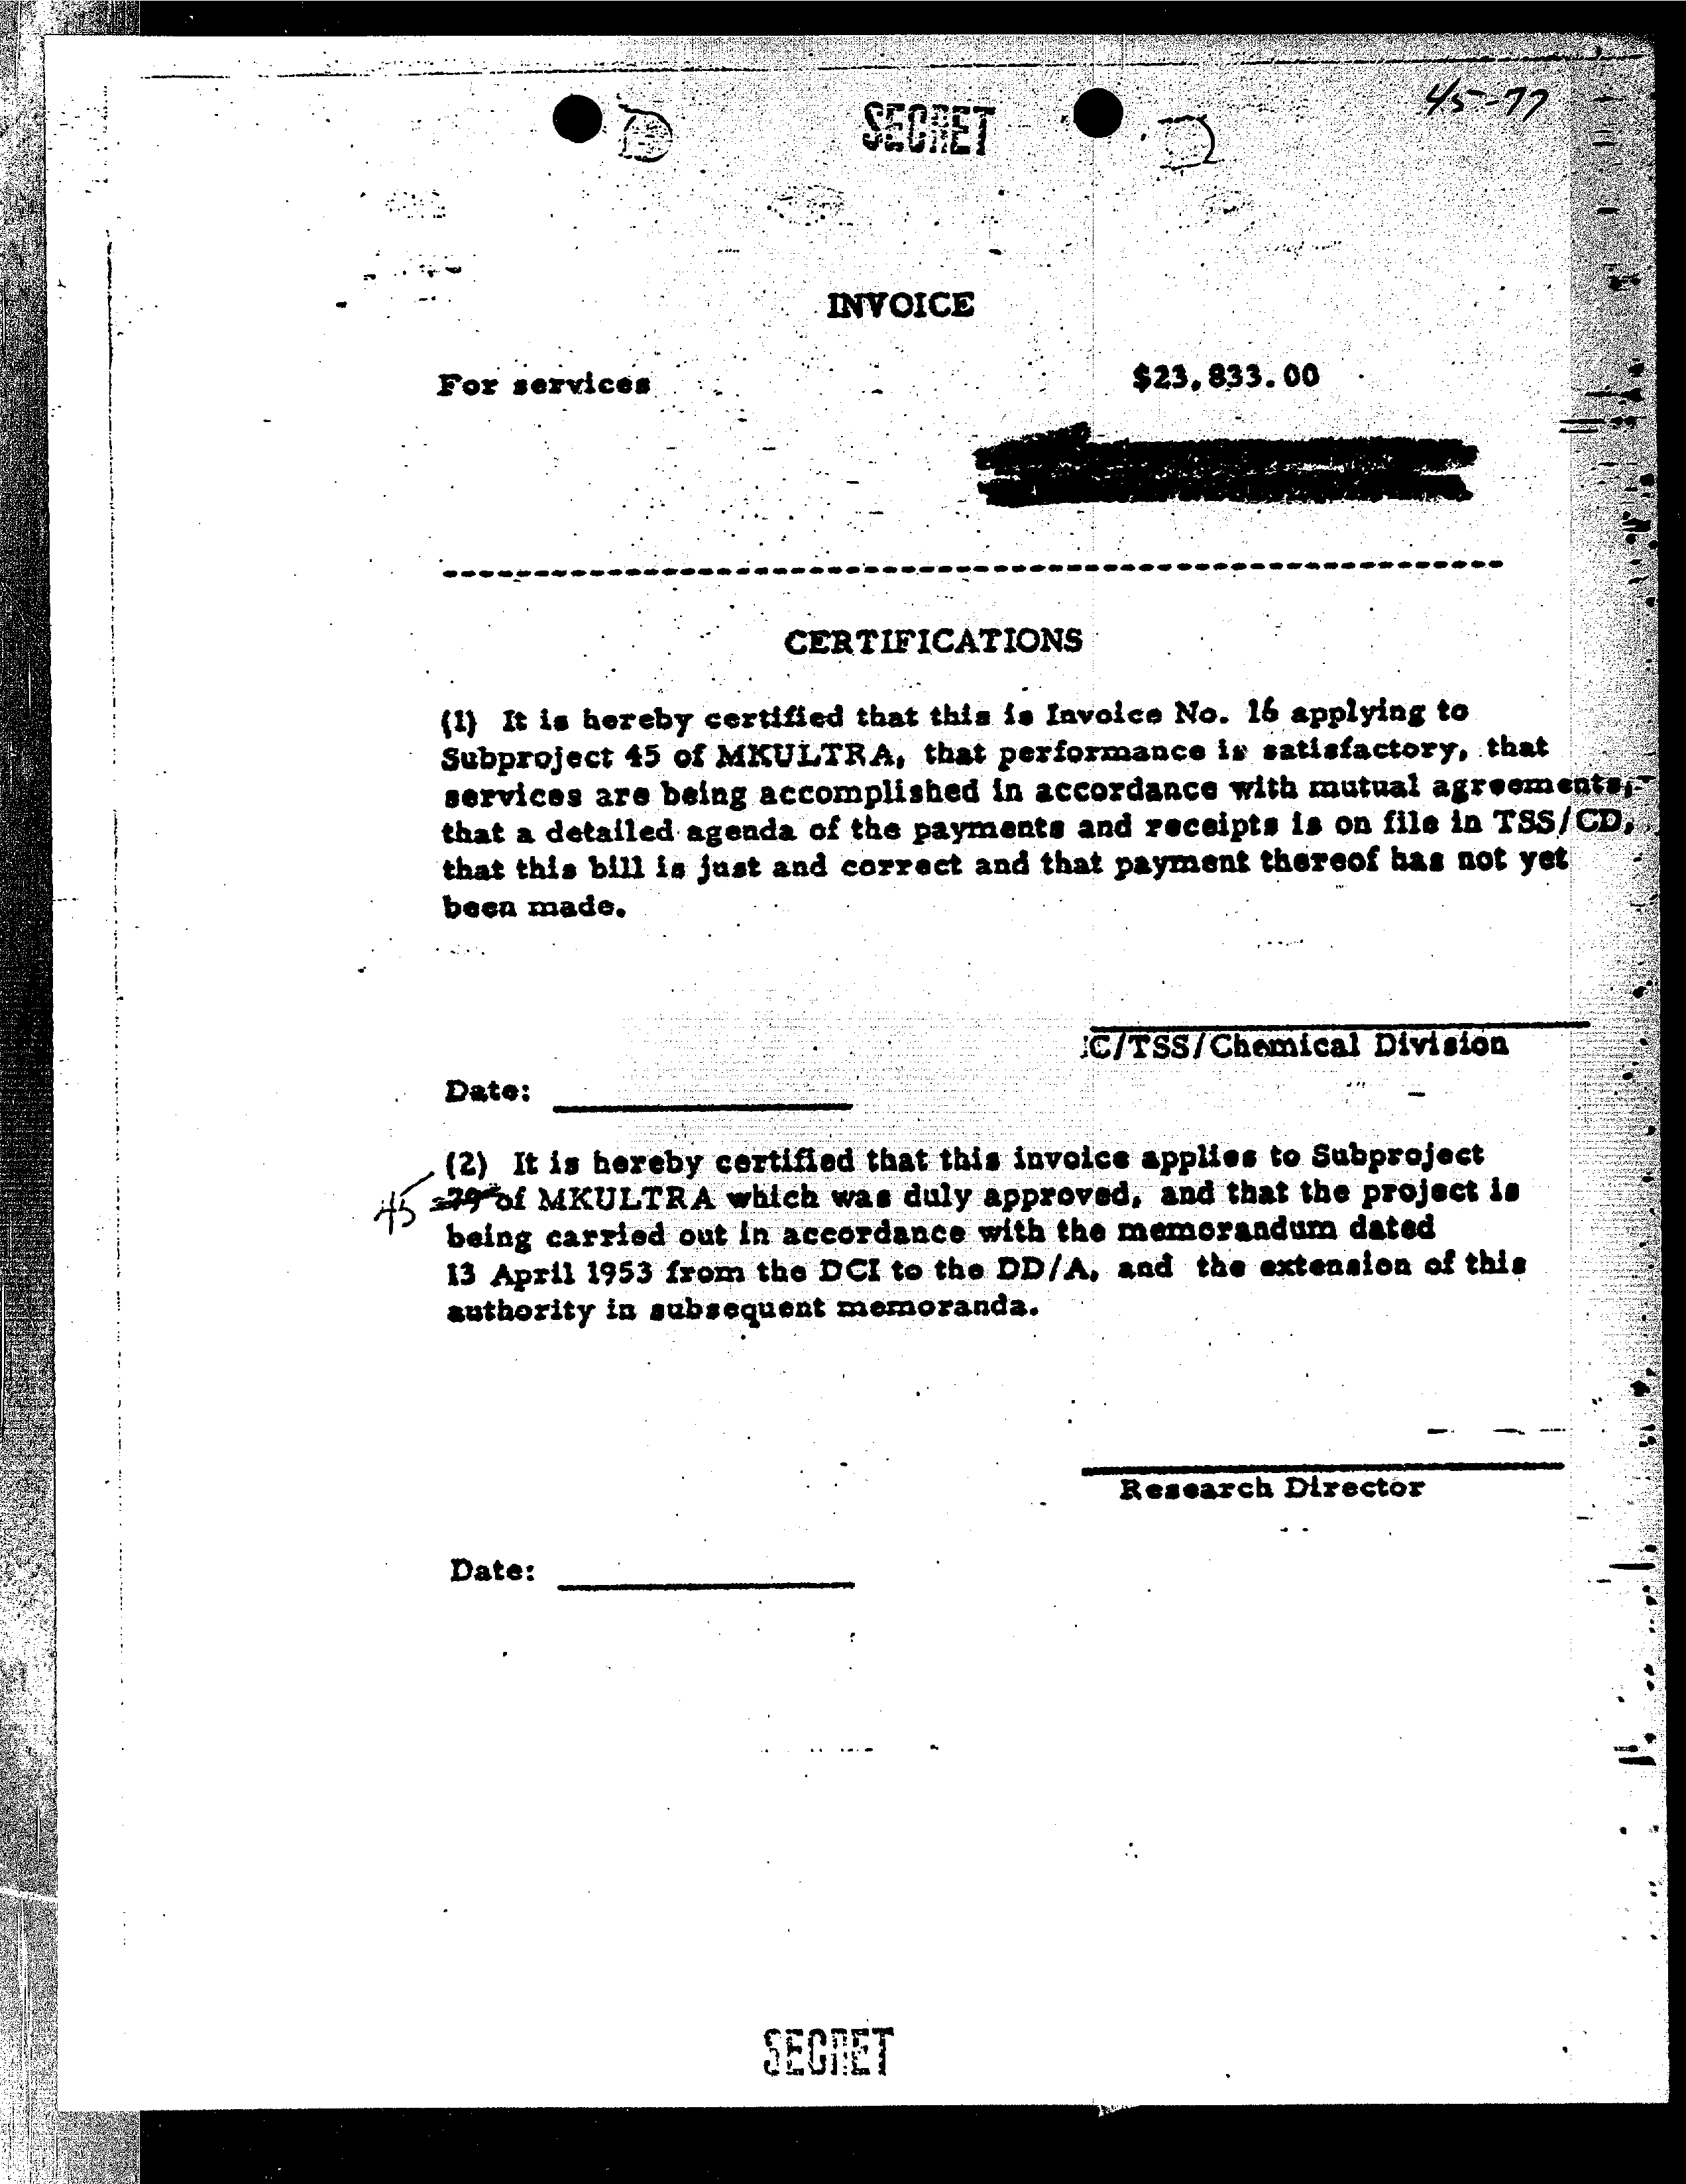 45-77
SECRET
INVOICE
For services $23,833.00
CERTIFICATIONS
(1) It is hereby certified that this is Invoice No. 16 applying to
Subproject 45 of MKULTRA, that performance is satisfactory, that
services are being accomplished in accordance with mutual agreements,
that a detailed agenda of the payments and receipts is on file in TSS/CD,
that this bill is just and correct and that payment thereof has not yet
been made.
C/TSS/Chemical Division
Date:
(2) It is hereby certified that this invoice applies to Subproject
45 of MKULTRA which was duly approved, and that the project is
being carried out in accordance with the memorandum dated
13 April 1953 from the DCI to the DD/A, and the extension of this
authority in subsequent memoranda.
Research Director
Date:
SECRET